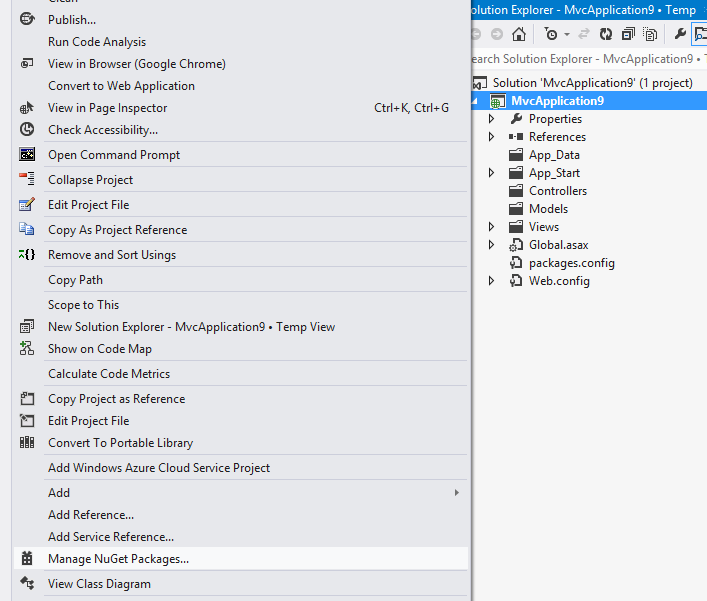 Clean
Publish...
Run Code Analysis
View in Browser (Google Chrome)
Convert to Web Application
View in Page Inspector Ctrl+K, Ctrl+G
Check Accessibility...
Open Command Prompt
Collapse Project
Edit Project File
Copy As Project Reference
Remove and Sort Usings
Copy Path
Scope to This
New Solution Explorer - MvcApplication9 • Temp View
Show on Code Map
Calculate Code Metrics
Copy Project as Reference
Edit Project File
Convert To Portable Library
Add Windows Azure Cloud Service Project
Add
Add Reference...
Add Service Reference...
Manage NuGet Packages...
View Class Diagram
olution Explorer - MvcApplication9 • Temp
earch Solution Explorer - MvcApplication9 • T
Solution 'MvcApplication9' (1 project)
MvcApplication9
Properties
References
App_Data
App_Start
Controllers
Models
Views
Global.asax
packages.config
Web.config